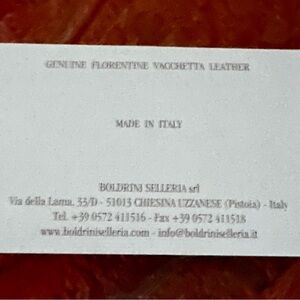 GENUINE FLORENTINE VACCHETTA LEATHER
MADE IN ITALY
BOLDRINI SELLERIA srl
Via della Lama, 33/D - 51013 CHIESINA UZZANESE (Pistoia) - Italy
Tel. +39 0572 411516 - Fax +39 0572 411518
www.boldriniselleria.com - info@boldriniselleria.it